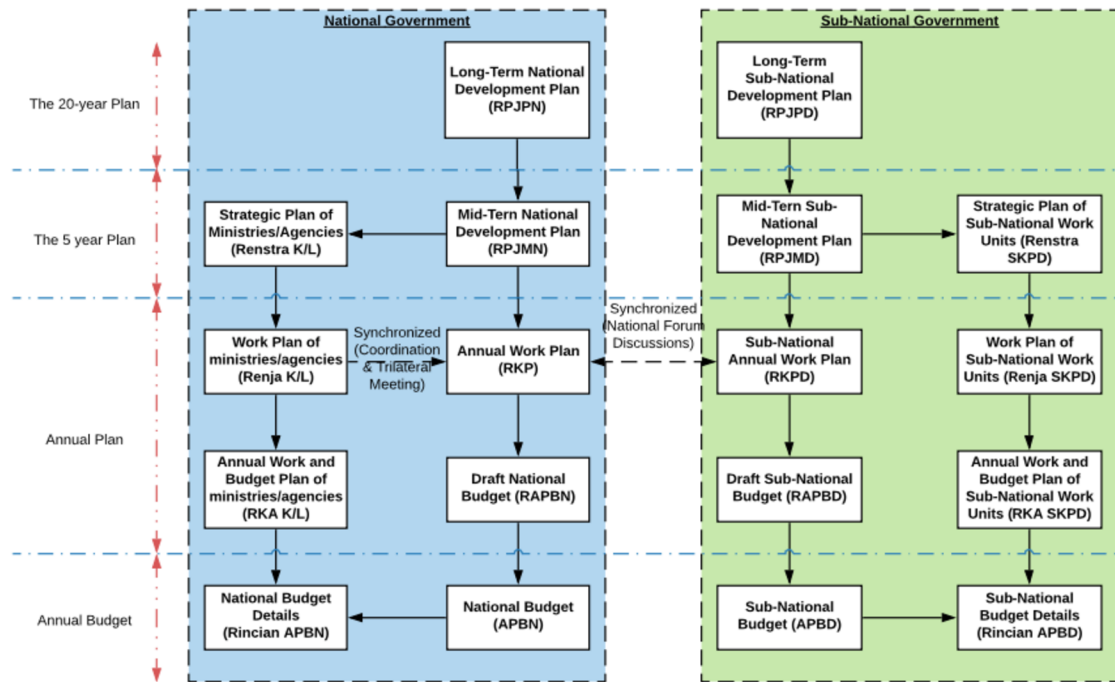 National Government
Sub-National Government
The 20-year Plan
Long-Term National
Development Plan
(RPJPN)
Long-Term
Sub-National
Development Plan
(RPJPD)
The 5 year Plan
Strategic Plan of
Ministries/Agencies
(Renstra K/L)
Mid-Tern National
Development Plan
(RPJMN)
Mid-Tern Sub-
National
Development Plan
(RPJMD)
Strategic Plan of
Sub-National Work
Units (Renstra
SKPD)
Annual Plan
Work Plan of
ministries/agencies
(Renja K/L)
Synchronized
(Coordination
& Trilateral
Meeting)
Annual Work Plan
(RKP)
Synchronized
(National Forum
Discussions)
Sub-National
Annual Work Plan
(RKPD)
Work Plan of
Sub-National Work
Units (Renja SKPD)
Annual Work and
Budget Plan of
ministries/agencies
(RKA K/L)
Draft National
Budget (RAPBN)
Draft Sub-National
Budget (RAPBD)
Annual Work and
Budget Plan of
Sub-National Work
Units (RKA SKPD)
Annual Budget
National Budget
Details
(Rincian APBN)
National Budget
(APBN)
Sub-National
Budget (APBD)
Sub-National
Budget Details
(Rincian APBD)